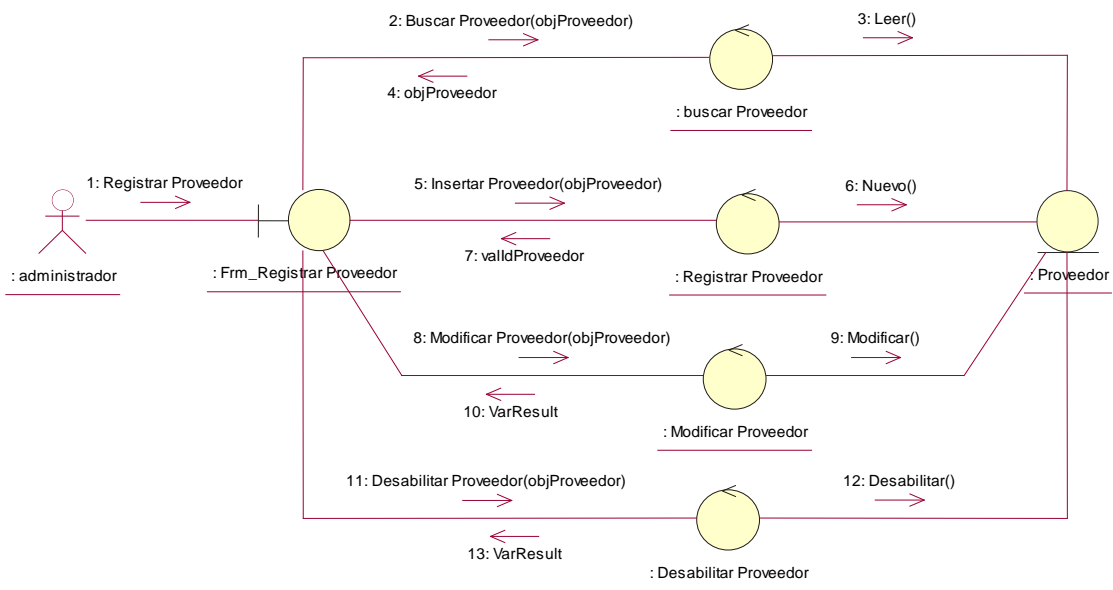 2: Buscar Proveedor(objProveedor)
3: Leer()
4: objProveedor
: buscar Proveedor
1: Registrar Proveedor
5: Insertar Proveedor(objProveedor)
6: Nuevo()
7: valIdProveedor
: administrador
: Frm_Registrar Proveedor
: Registrar Proveedor
: Proveedor
8: Modificar Proveedor(objProveedor)
9: Modificar()
10: VarResult
: Modificar Proveedor
11: Desabilitar Proveedor(objProveedor)
12: Desabilitar()
13: VarResult
: Desabilitar Proveedor